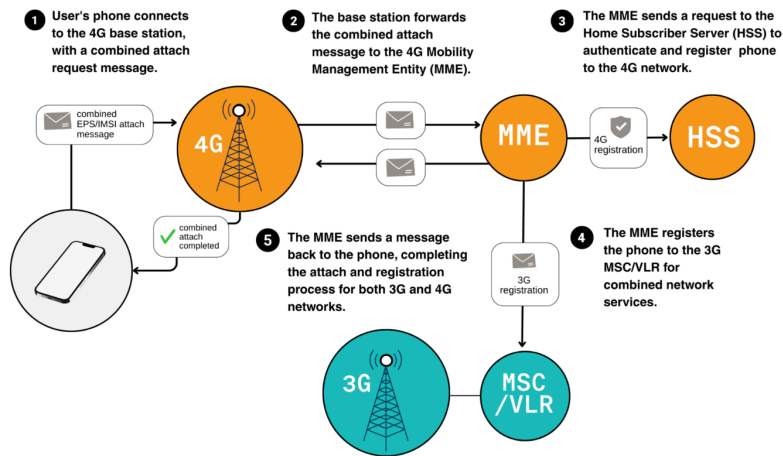 1 User's phone connects
to the 4G base station,
with a combined attach
request message.
2 The base station forwards
the combined attach
message to the 4G Mobility
Management Entity (MME).
3 The MME sends a request to the
Home Subscriber Server (HSS) to
authenticate and register phone
to the 4G network.
combined
EPS/IMSI attach
message
4G
MME
4G
registration
HSS
combined
attach
completed
5 The MME sends a message
back to the phone, completing
the attach and registration
process for both 3G and 4G
networks.
3G
registration
4 The MME registers
the phone to the 3G
MSC/VLR for
combined network
services.
3G
MSC
/VLR